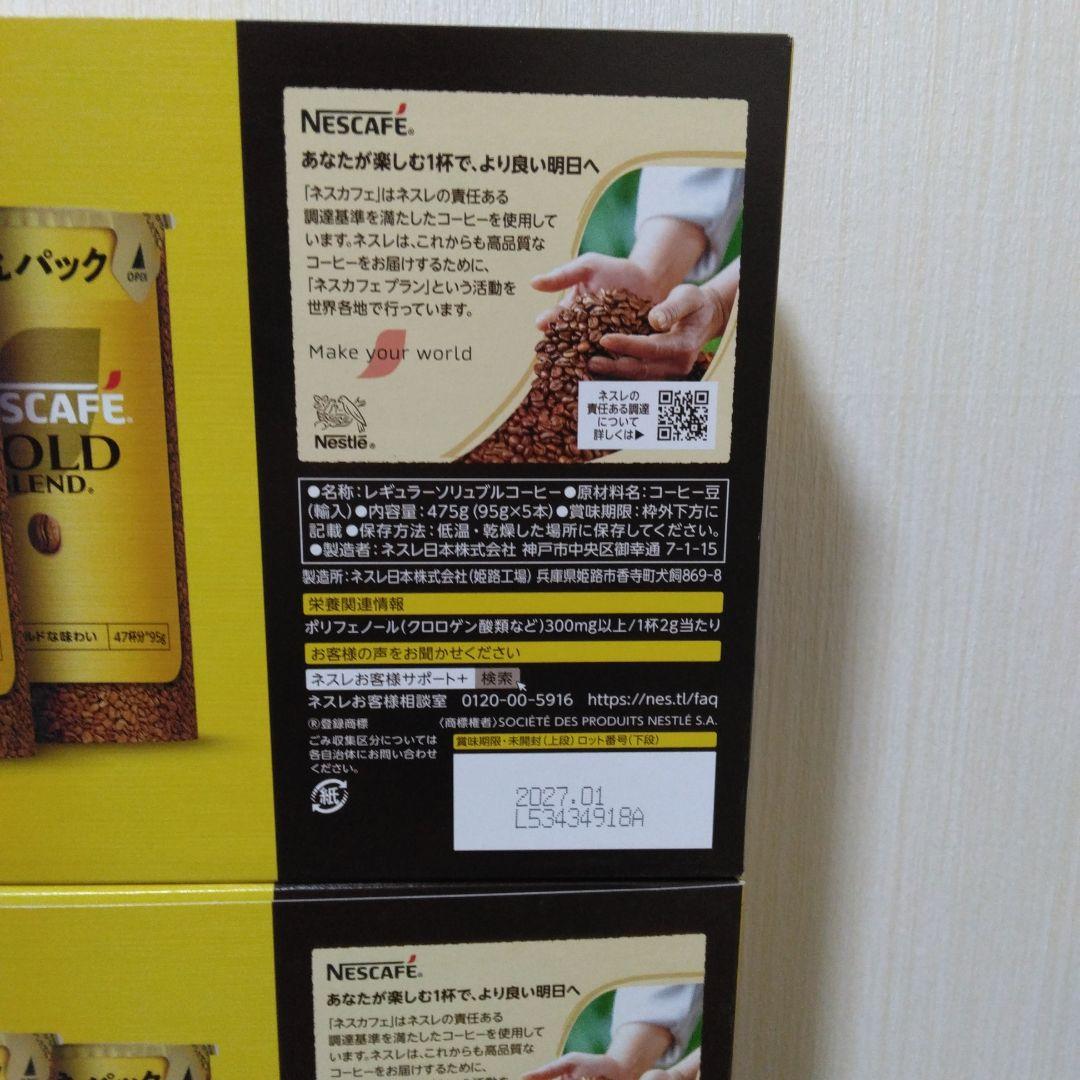 NESCAFÉ®
あなたが楽しむ1杯で、より良い明日へ
「ネスカフェ」はネスレの責任ある
調達基準を満たしたコーヒーを使用して
います。ネスレは、これからも高品質な
コーヒーをお届けするために、
「ネスカフェ プラン」という活動を
世界各地で行っています。
Make your world
Nestlé®
ネスレの
責任ある調達
について
詳しくは▶
●名称：レギュラーソリュブルコーヒー●原材料名：コーヒー豆
(輸入)●内容量：475g (95g×5本)●賞味期限：枠外下方に
記載●保存方法：低温・乾燥した場所に保存してください。
●製造者：ネスレ日本株式会社 神戸市中央区御幸通 7-1-15
製造所：ネスレ日本株式会社(姫路工場) 兵庫県姫路市香寺町犬飼869-8
栄養関連情報
ポリフェノール(クロロゲン酸類など)300mg以上/1杯2g当たり
お客様の声をお聞かせください
ネスレお客様サポート+ 検索
ネスレお客様相談室 0120-00-5916 https://nes.tl/faq
®登録商標 〈商標権者〉SOCIÉTÉ DES PRODUITS NESTLÉ S.A.
ごみ収集区分については
各自治体にお問い合わせ
ください。
紙
賞味期限・未開封(上段) ロット番号(下段)
2027.01
L53434918A
パック
OPEN
SCAFÉ®
OLD
LEND®
ルドな味わい
47杯分*95g
NESCAFÉ®
あなたが楽しむ1杯で、より良い明日へ
「ネスカフェ」はネスレの責任ある
調達基準を満たしたコーヒーを使用して
います。ネスレは、これからも高品質な
コーヒーをお届けするために、
パック